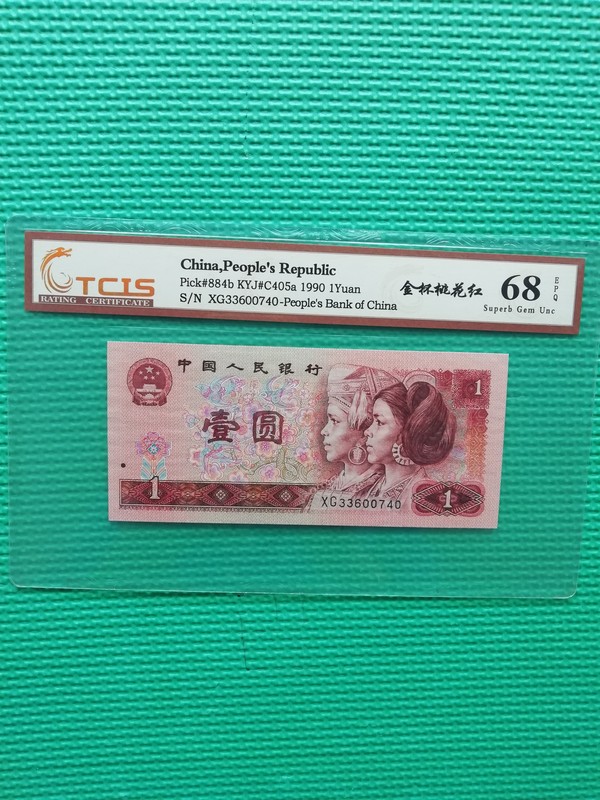 TCIS
RATING CERTIFICATE
China,People's Republic
Pick#884b KYJ#C405a 1990 1Yuan
S/N XG33600740-People's Bank of China
金杯桃花红
68
EPQ
Superb Gem Unc
中国人民银行
1
壹圆
1
XG33600740
1